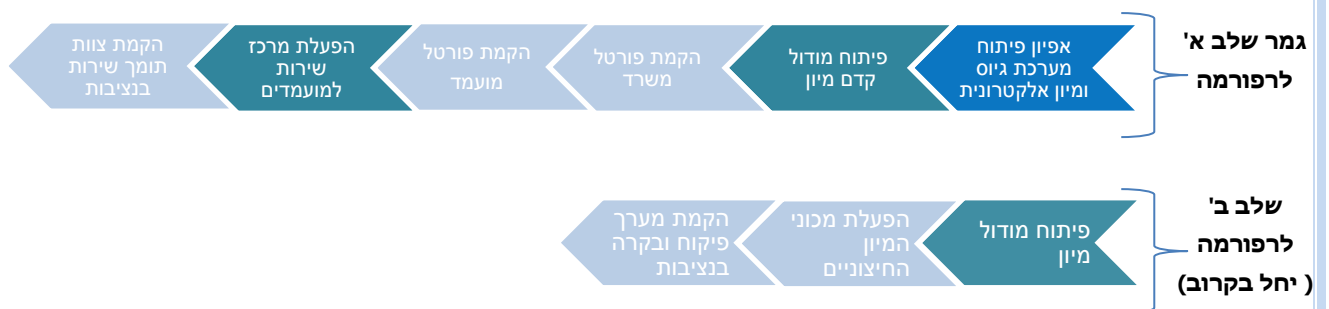 גמר שלב א'
לרפורמה
אפיון פיתוח
מערכת גיוס
ומיון אלקטרונית
פיתוח מודול
קדם מיון
הקמת פורטל
משרד
הקמת פורטל
מועמד
הפעלת מרכז
שירות
למועמדים
הקמת צוות
תומך שירות
בנציבות
שלב ב'
לרפורמה
( יחל בקרוב)
פיתוח מודול
מיון
הפעלת מכוני
המיון
החיצוניים
הקמת מערך
פיקוח ובקרה
בנציבות